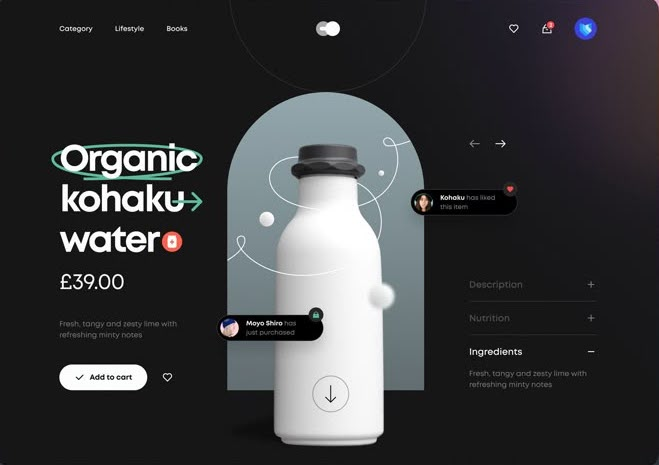 Category Lifestyle Books
2
Organic
kohaku
water
£39.00
Fresh, tangy and zesty lime with
refreshing minty notes
Add to cart
Kohaku has liked
this item
Moyo Shiro has
just purchased
Description
Nutrition
Ingredients
Fresh, tangy and zesty lime with
refreshing minty notes